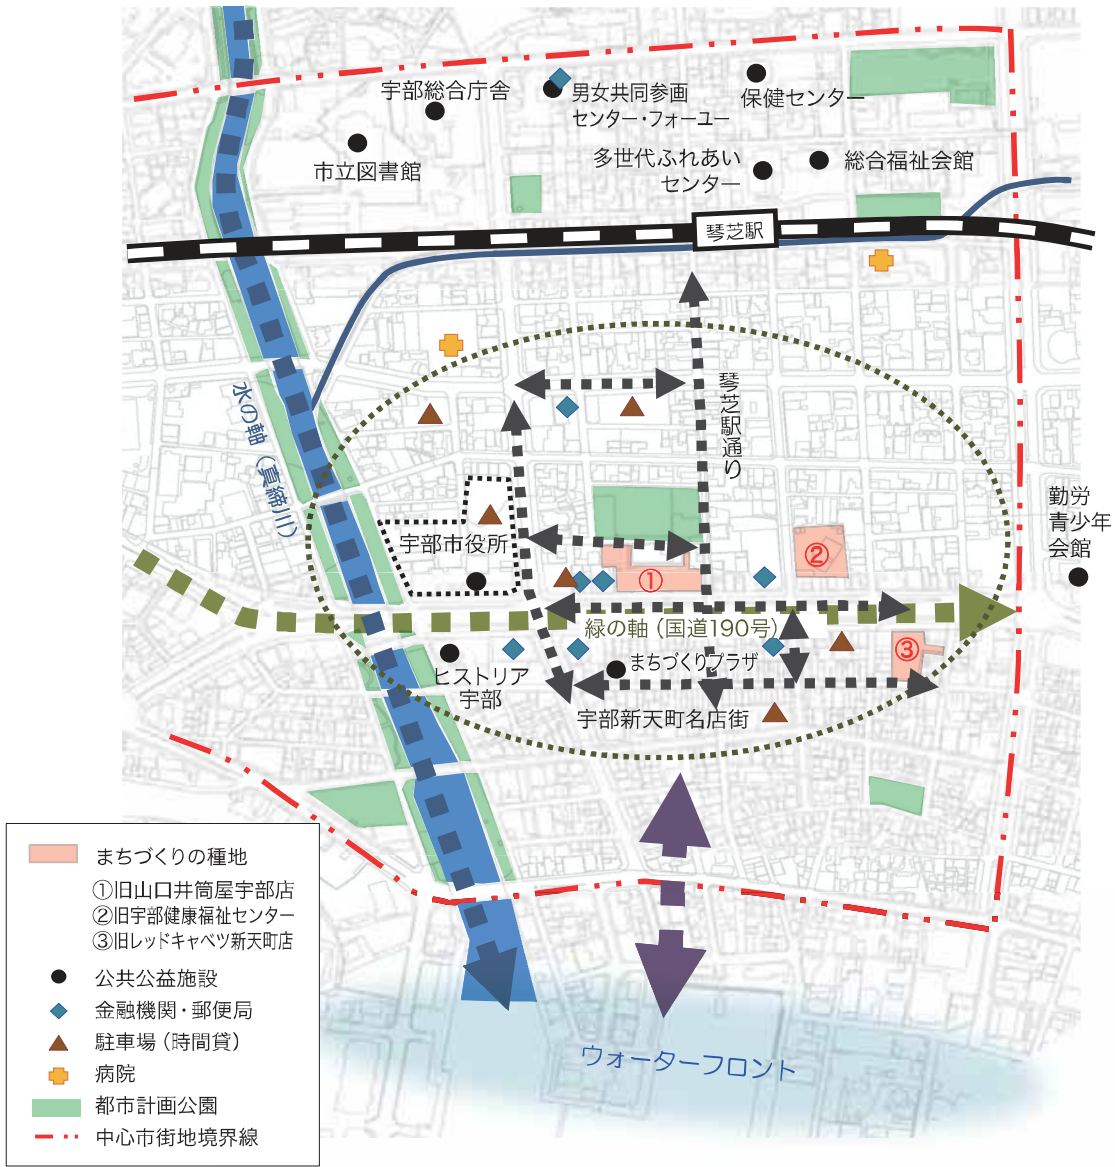 宇部総合庁舎
男女共同参画
センター・フォーユー
保健センター
市立図書館
多世代ふれあい
センター
総合福祉会館
琴芝駅
水の軸（真締川）
琴芝駅通り
勤労
青少年
会館
宇部市役所
①
②
緑の軸（国道190号）
③
ヒストリア
宇部
まちづくりプラザ
宇部新天町名店街
まちづくりの種地
①旧山口井筒屋宇部店
②旧宇部健康福祉センター
③旧レッドキャベツ新天町店
公共公益施設
金融機関・郵便局
駐車場（時間貸）
病院
都市計画公園
中心市街地境界線
ウォーターフロント